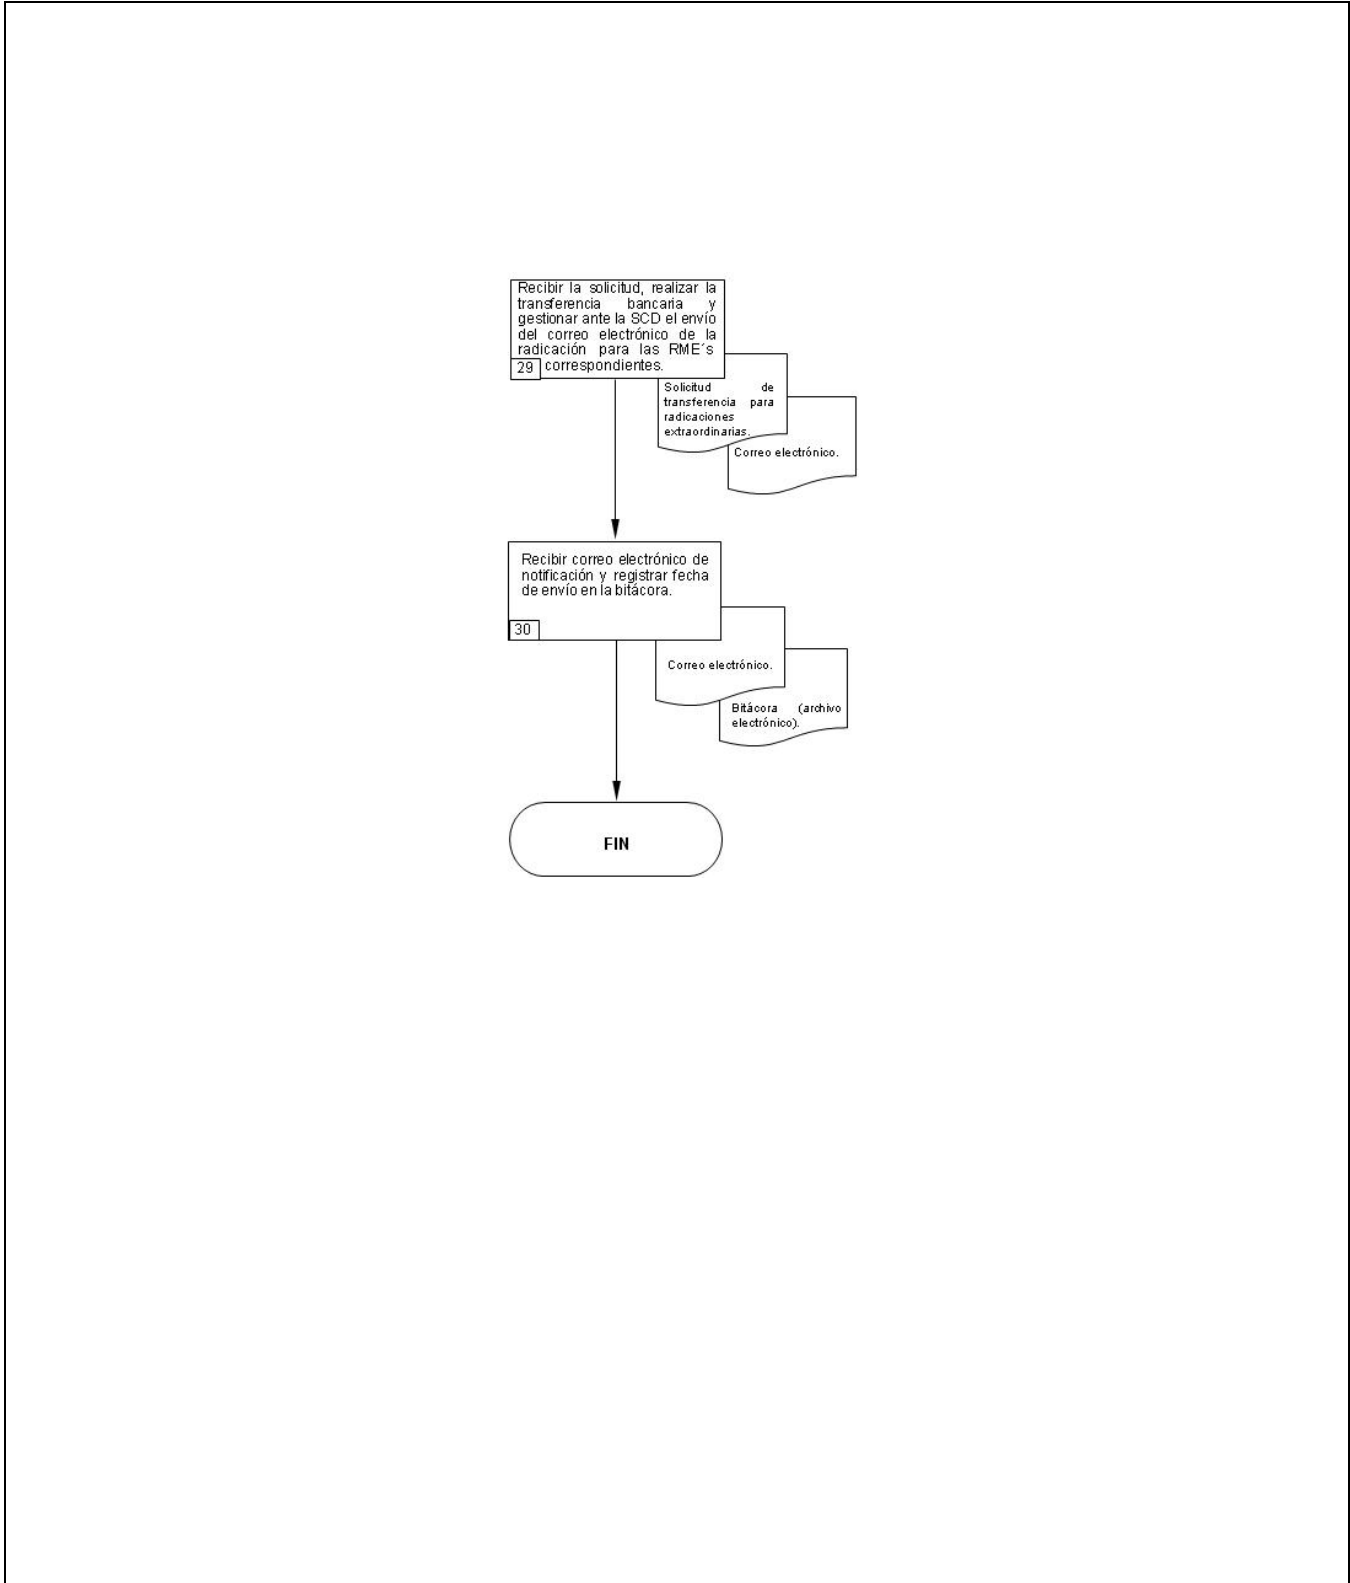 Recibir la solicitud, realizar la
transferencia bancaria y
gestionar ante la SCD el envío
del correo electrónico de la
radicación para las RME´s
29 correspondientes.
Solicitud de
transferencia para
radicaciones
extraordinarias.
Correo electrónico.
Recibir correo electrónico de
notificación y registrar fecha
de envío en la bitácora.
30
Correo electrónico.
Bitácora (archivo
electrónico).
FIN